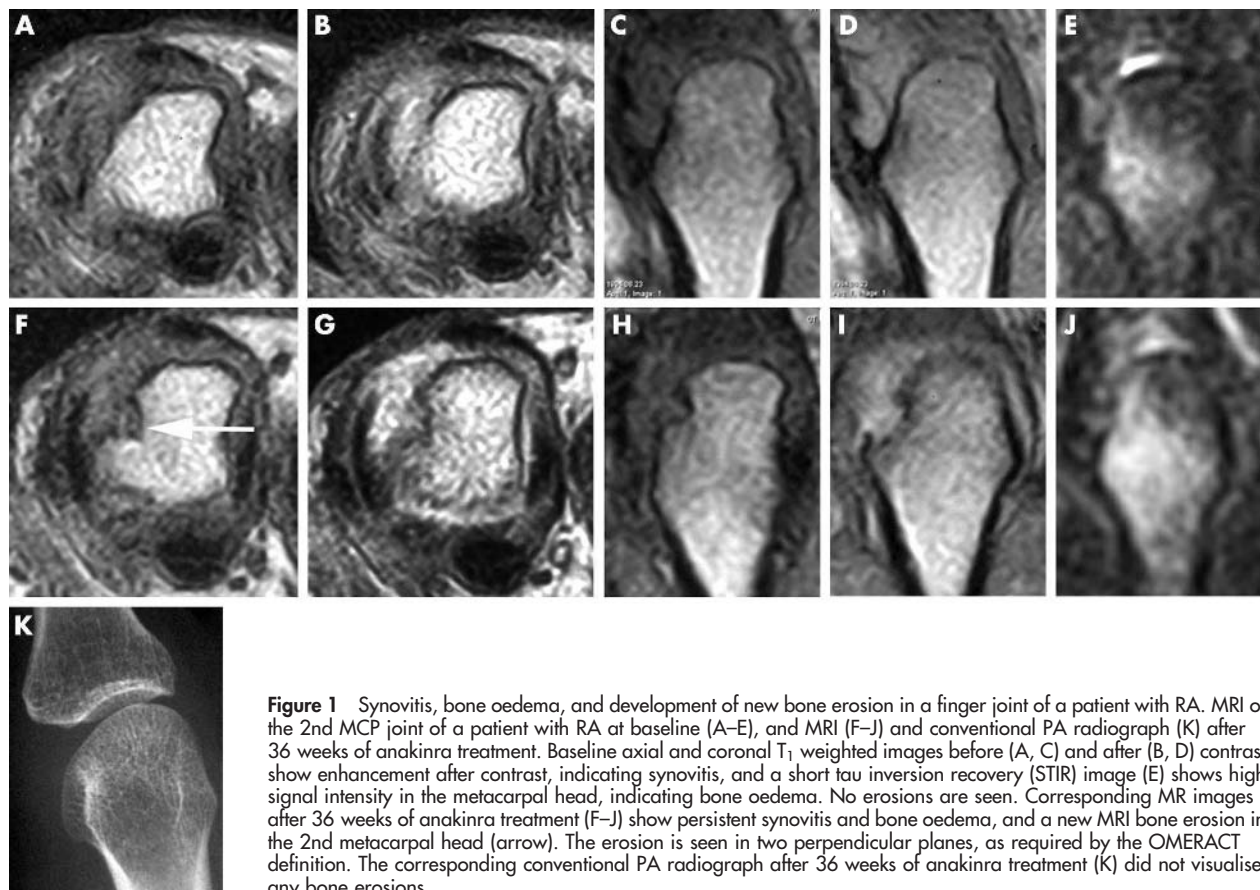 A
B
C
D
E
F
G
H
I
J
K
Figure 1 Synovitis, bone oedema, and development of new bone erosion in a finger joint of a patient with RA. MRI o
the 2nd MCP joint of a patient with RA at baseline (A–E), and MRI (F–J) and conventional PA radiograph (K) after
36 weeks of anakinra treatment. Baseline axial and coronal T1 weighted images before (A, C) and after (B, D) contras
show enhancement after contrast, indicating synovitis, and a short tau inversion recovery (STIR) image (E) shows high
signal intensity in the metacarpal head, indicating bone oedema. No erosions are seen. Corresponding MR images
after 36 weeks of anakinra treatment (F–J) show persistent synovitis and bone oedema, and a new MRI bone erosion in
the 2nd metacarpal head (arrow). The erosion is seen in two perpendicular planes, as required by the OMERACT
definition. The corresponding conventional PA radiograph after 36 weeks of anakinra treatment (K) did not visualise
any bone erosions.